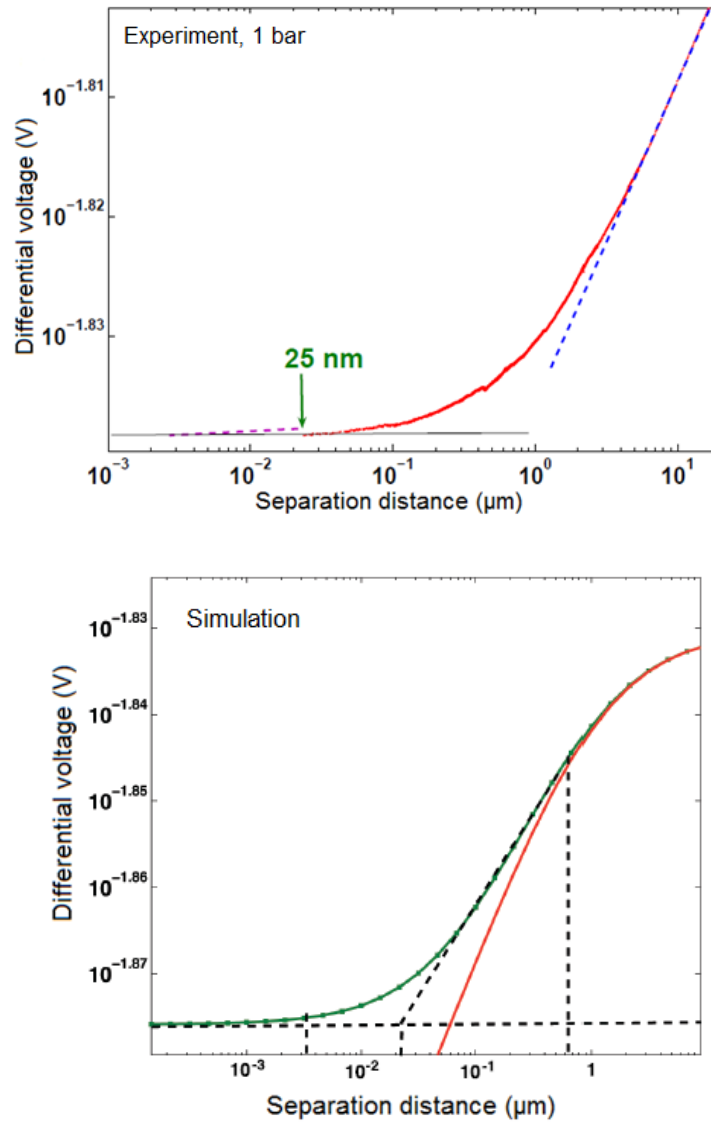 Experiment, 1 bar
10^-1.81
10^-1.82
10^-1.83
Differential voltage (V)
25 nm
10^-3 10^-2 10^-1 10^0 10^1
Separation distance (µm)
Simulation
10^-1.83
10^-1.84
10^-1.85
10^-1.86
10^-1.87
Differential voltage (V)
10^-3 10^-2 10^-1 1
Separation distance (µm)